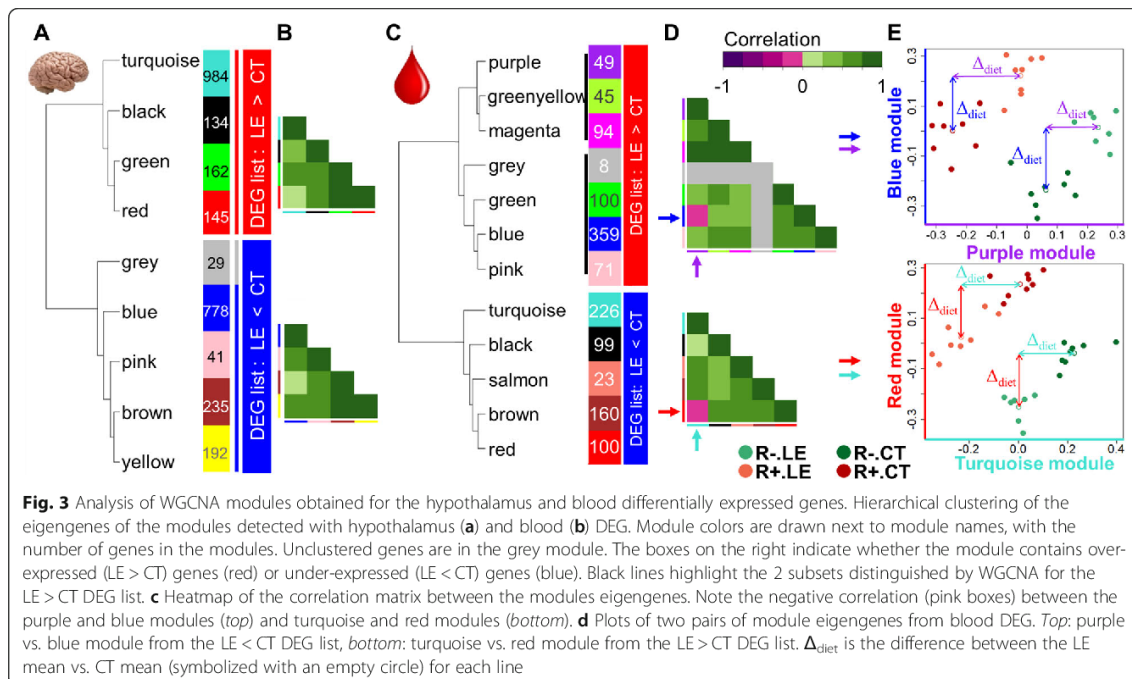 A
B
C
D
E
turquoise
984
black
134
green
162
red
145
DEG list : LE > CT
grey
29
blue
778
pink
41
brown
235
yellow
192
DEG list : LE < CT
purple
49
greenyellow
45
magenta
94
grey
8
green
100
blue
359
pink
71
DEG list : LE > CT
turquoise
226
black
99
salmon
23
brown
160
red
100
DEG list: LE < CT
Correlation
-1 0 1
Blue module
0.3
0.1
-0.1
-0.3
Δdiet
Δdiet
Δdiet
Δdiet
-0.3 -0.2 -0.1 0 0.1 0.2 0.3
Purple module
Red module
0.3
0.1
-0.1
-0.3
Δdiet
Δdiet
Δdiet
Δdiet
-0.2 0.0 0.1 0.2 0.3 0.4
Turquoise module
R-.LE R-.CT
R+.LE R+.CT
Fig. 3 Analysis of WGCNA modules obtained for the hypothalamus and blood differentially expressed genes. Hierarchical clustering of the
eigengenes of the modules detected with hypothalamus (a) and blood (b) DEG. Module colors are drawn next to module names, with the
number of genes in the modules. Unclustered genes are in the grey module. The boxes on the right indicate whether the module contains over-
expressed (LE > CT) genes (red) or under-expressed (LE < CT) genes (blue). Black lines highlight the 2 subsets distinguished by WGCNA for the
LE > CT DEG list. c Heatmap of the correlation matrix between the modules eigengenes. Note the negative correlation (pink boxes) between the
purple and blue modules (top) and turquoise and red modules (bottom). d Plots of two pairs of module eigengenes from blood DEG. Top: purple
vs. blue module from the LE < CT DEG list, bottom: turquoise vs. red module from the LE > CT DEG list. Δdiet is the difference between the LE
mean vs. CT mean (symbolized with an empty circle) for each line